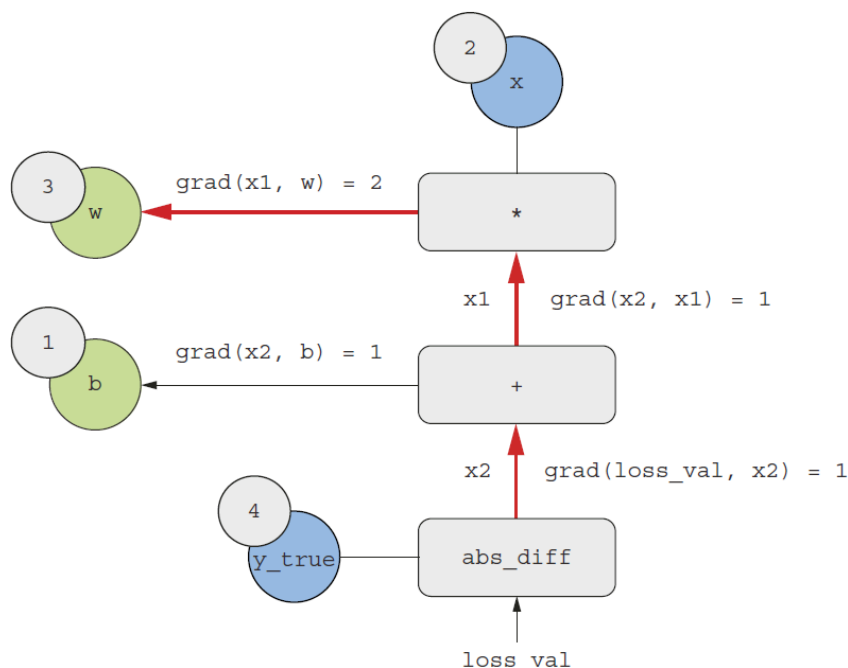 2
x
3
grad(x1, w) = 2
w
*
x1
grad(x2, x1) = 1
1
grad(x2, b) = 1
b
+
x2
grad(loss_val, x2) = 1
4
y_true
abs_diff
loss_val